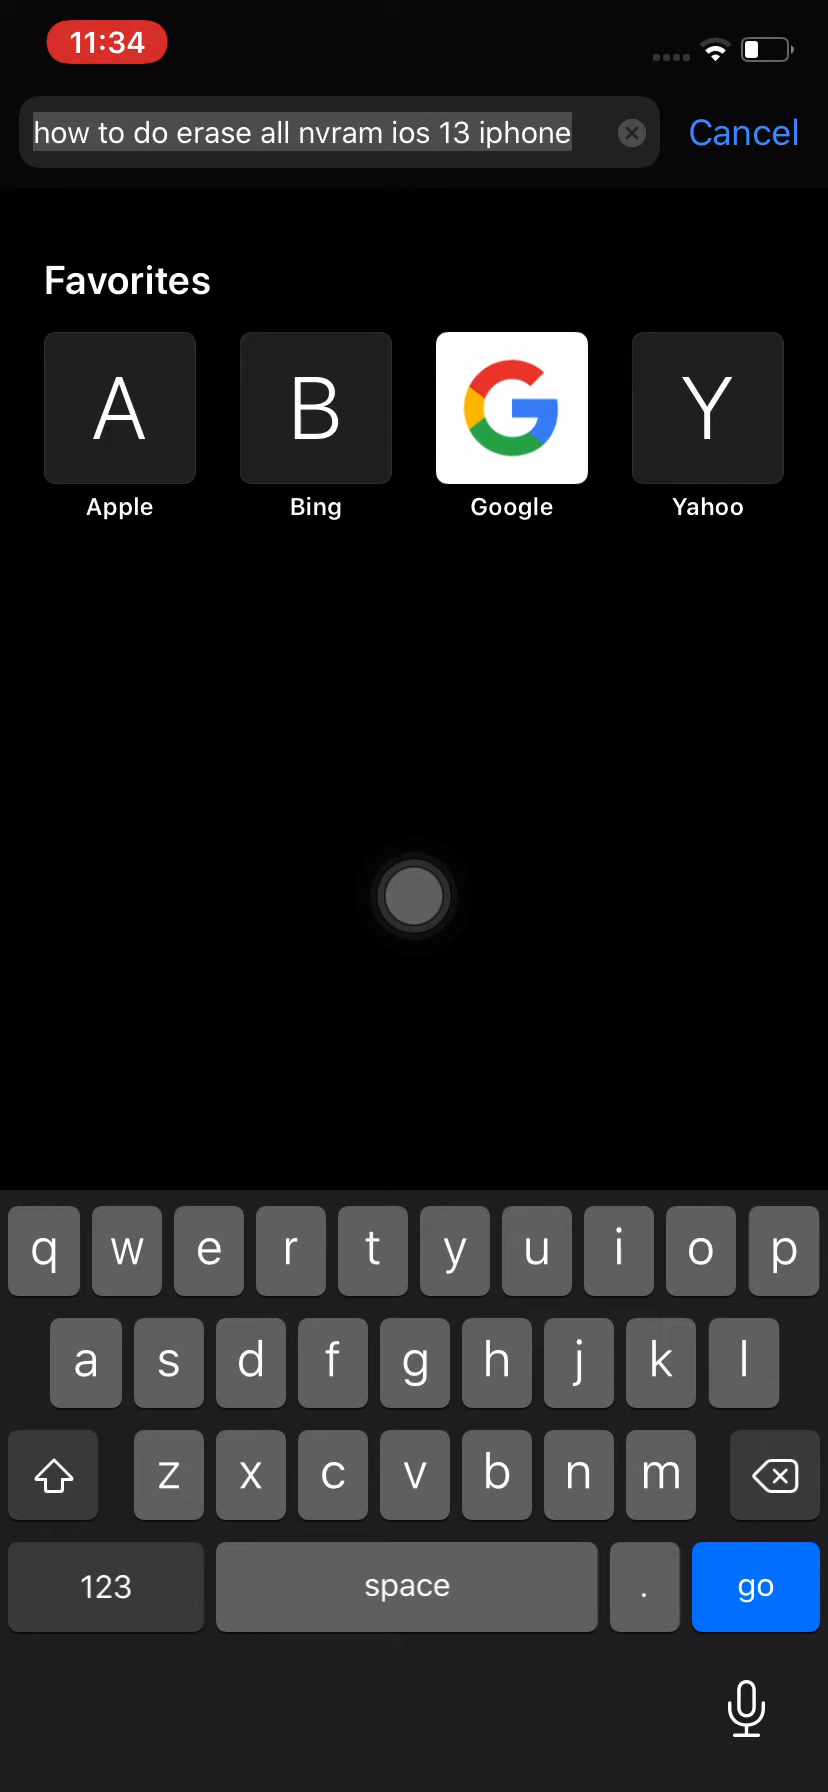 11:34
how to do erase all nvram ios 13 iphone
Cancel
Favorites
A B G Y
Apple Bing Google Yahoo
q w e r t y u i o p
a s d f g h j k l
z x c v b n m
123 space . go